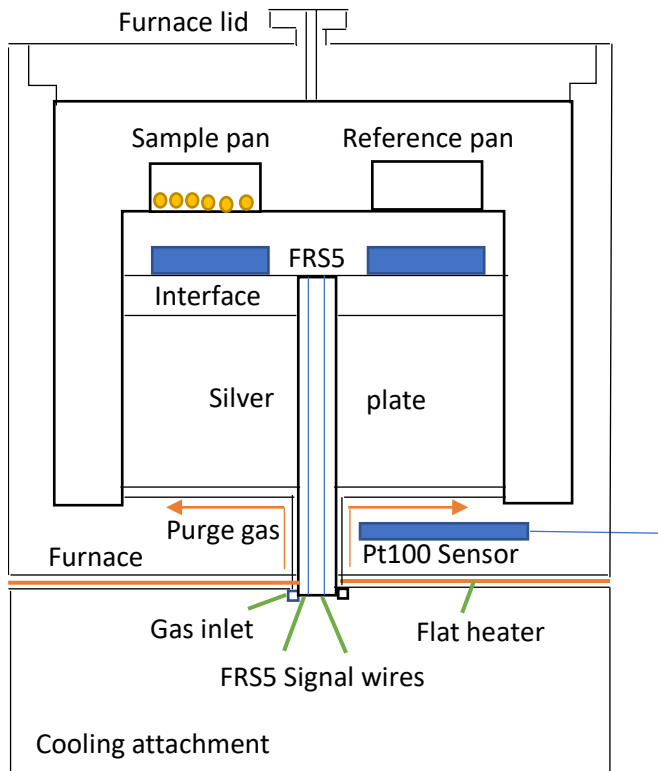 Furnace lid
Sample pan
Reference pan
FRS5
Interface
Silver
plate
Purge gas
Pt100 Sensor
Furnace
Gas inlet
Flat heater
FRS5 Signal wires
Cooling attachment